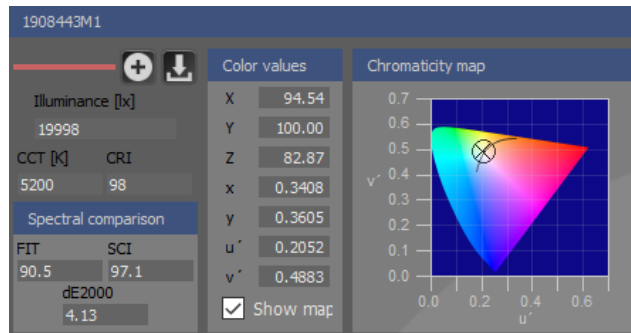 1908443M1
Illuminance [lx]
19998
CCT [K] CRI
5200 98
Spectral comparison
FIT SCI
90.5 97.1
dE2000
4.13
Color values
X 94.54
Y 100.00
Z 82.87
x 0.3408
y 0.3605
u´ 0.2052
v´ 0.4883
Show map
Chromaticity map
0.7
0.6
0.5
0.4
v´ 0.3
0.2
0.1
0.0
0.0 0.2 0.4 0.6
u´